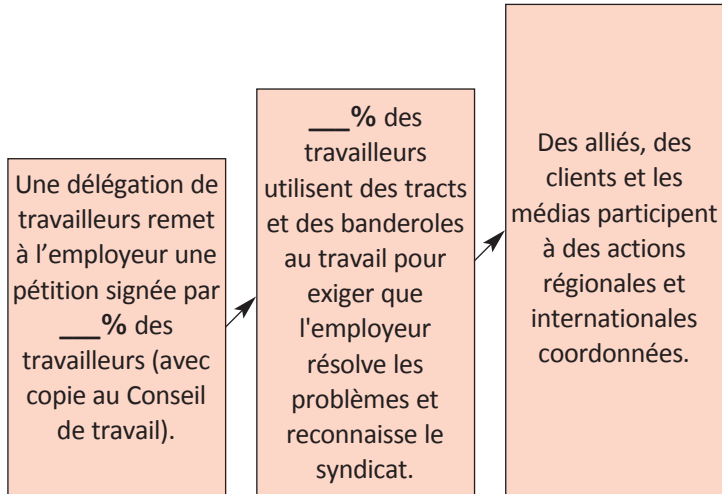 Une délégation de
travailleurs remet
à l’employeur une
pétition signée par
___% des
travailleurs (avec
copie au Conseil
de travail).
___% des
travailleurs
utilisent des tracts
et des banderoles
au travail pour
exiger que
l'employeur
résolve les
problèmes et
reconnaisse le
syndicat.
Des alliés, des
clients et les
médias participent
à des actions
régionales et
internationales
coordonnées.